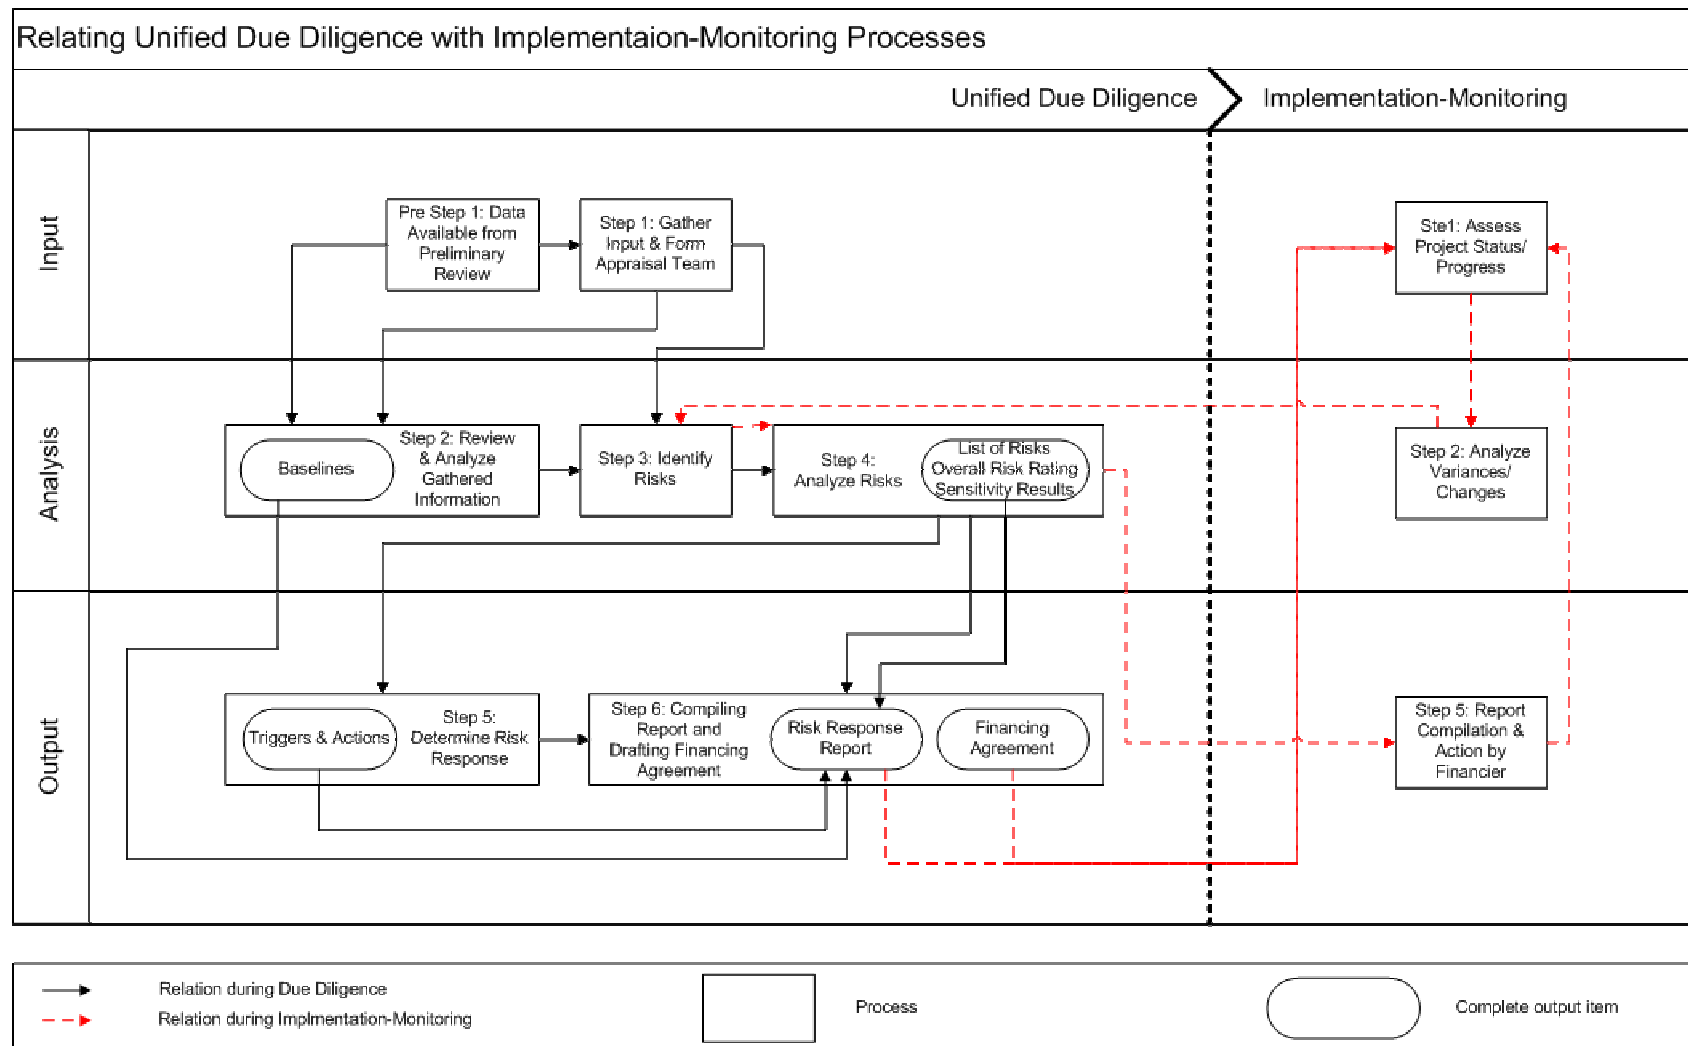 Relating Unified Due Diligence with Implementaion-Monitoring Processes
Unified Due Diligence
Implementation-Monitoring
Input
Pre Step 1: Data
Available from
Preliminary
Review
Step 1: Gather
Input & Form
Appraisal Team
Ste1: Assess
Project Status/
Progress
Analysis
Baselines
Step 2: Review
& Analyze
Gathered
Information
Step 3: Identify
Risks
Step 4:
Analyze Risks
List of Risks
Overall Risk Rating
Sensitivity Results
Step 2: Analyze
Variances/
Changes
Output
Triggers & Actions
Step 5:
Determine Risk
Response
Step 6: Compiling
Report and
Drafting Financing
Agreement
Risk Response
Report
Financing
Agreement
Step 5: Report
Compilation &
Action by
Financier
Relation during Due Diligence
Relation during Implmentation-Monitoring
Process
Complete output item